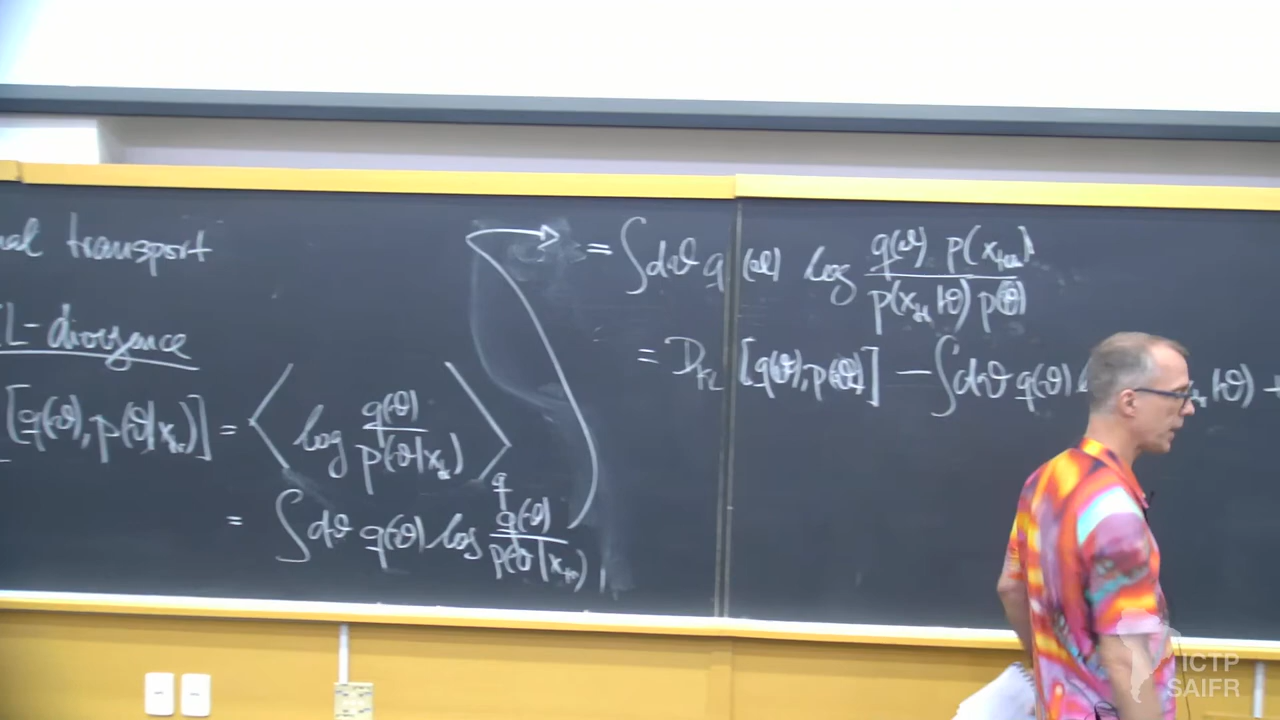 nal transport
KL-divergence
[q(ϑ), p(ϑ|x_tr)] = ⟨ log q(ϑ) / p(ϑ|x_tr) ⟩_q
= ∫dϑ q(ϑ) log q(ϑ) / p(ϑ|x_tr)
= ∫dϑ q(ϑ) log q(ϑ) p(x_tr) / p(x_tr|ϑ) p(ϑ)
= D_KL [q(ϑ), p(ϑ)] − ∫dϑ q(ϑ) |ϑ) +
ICTP
SAIFR